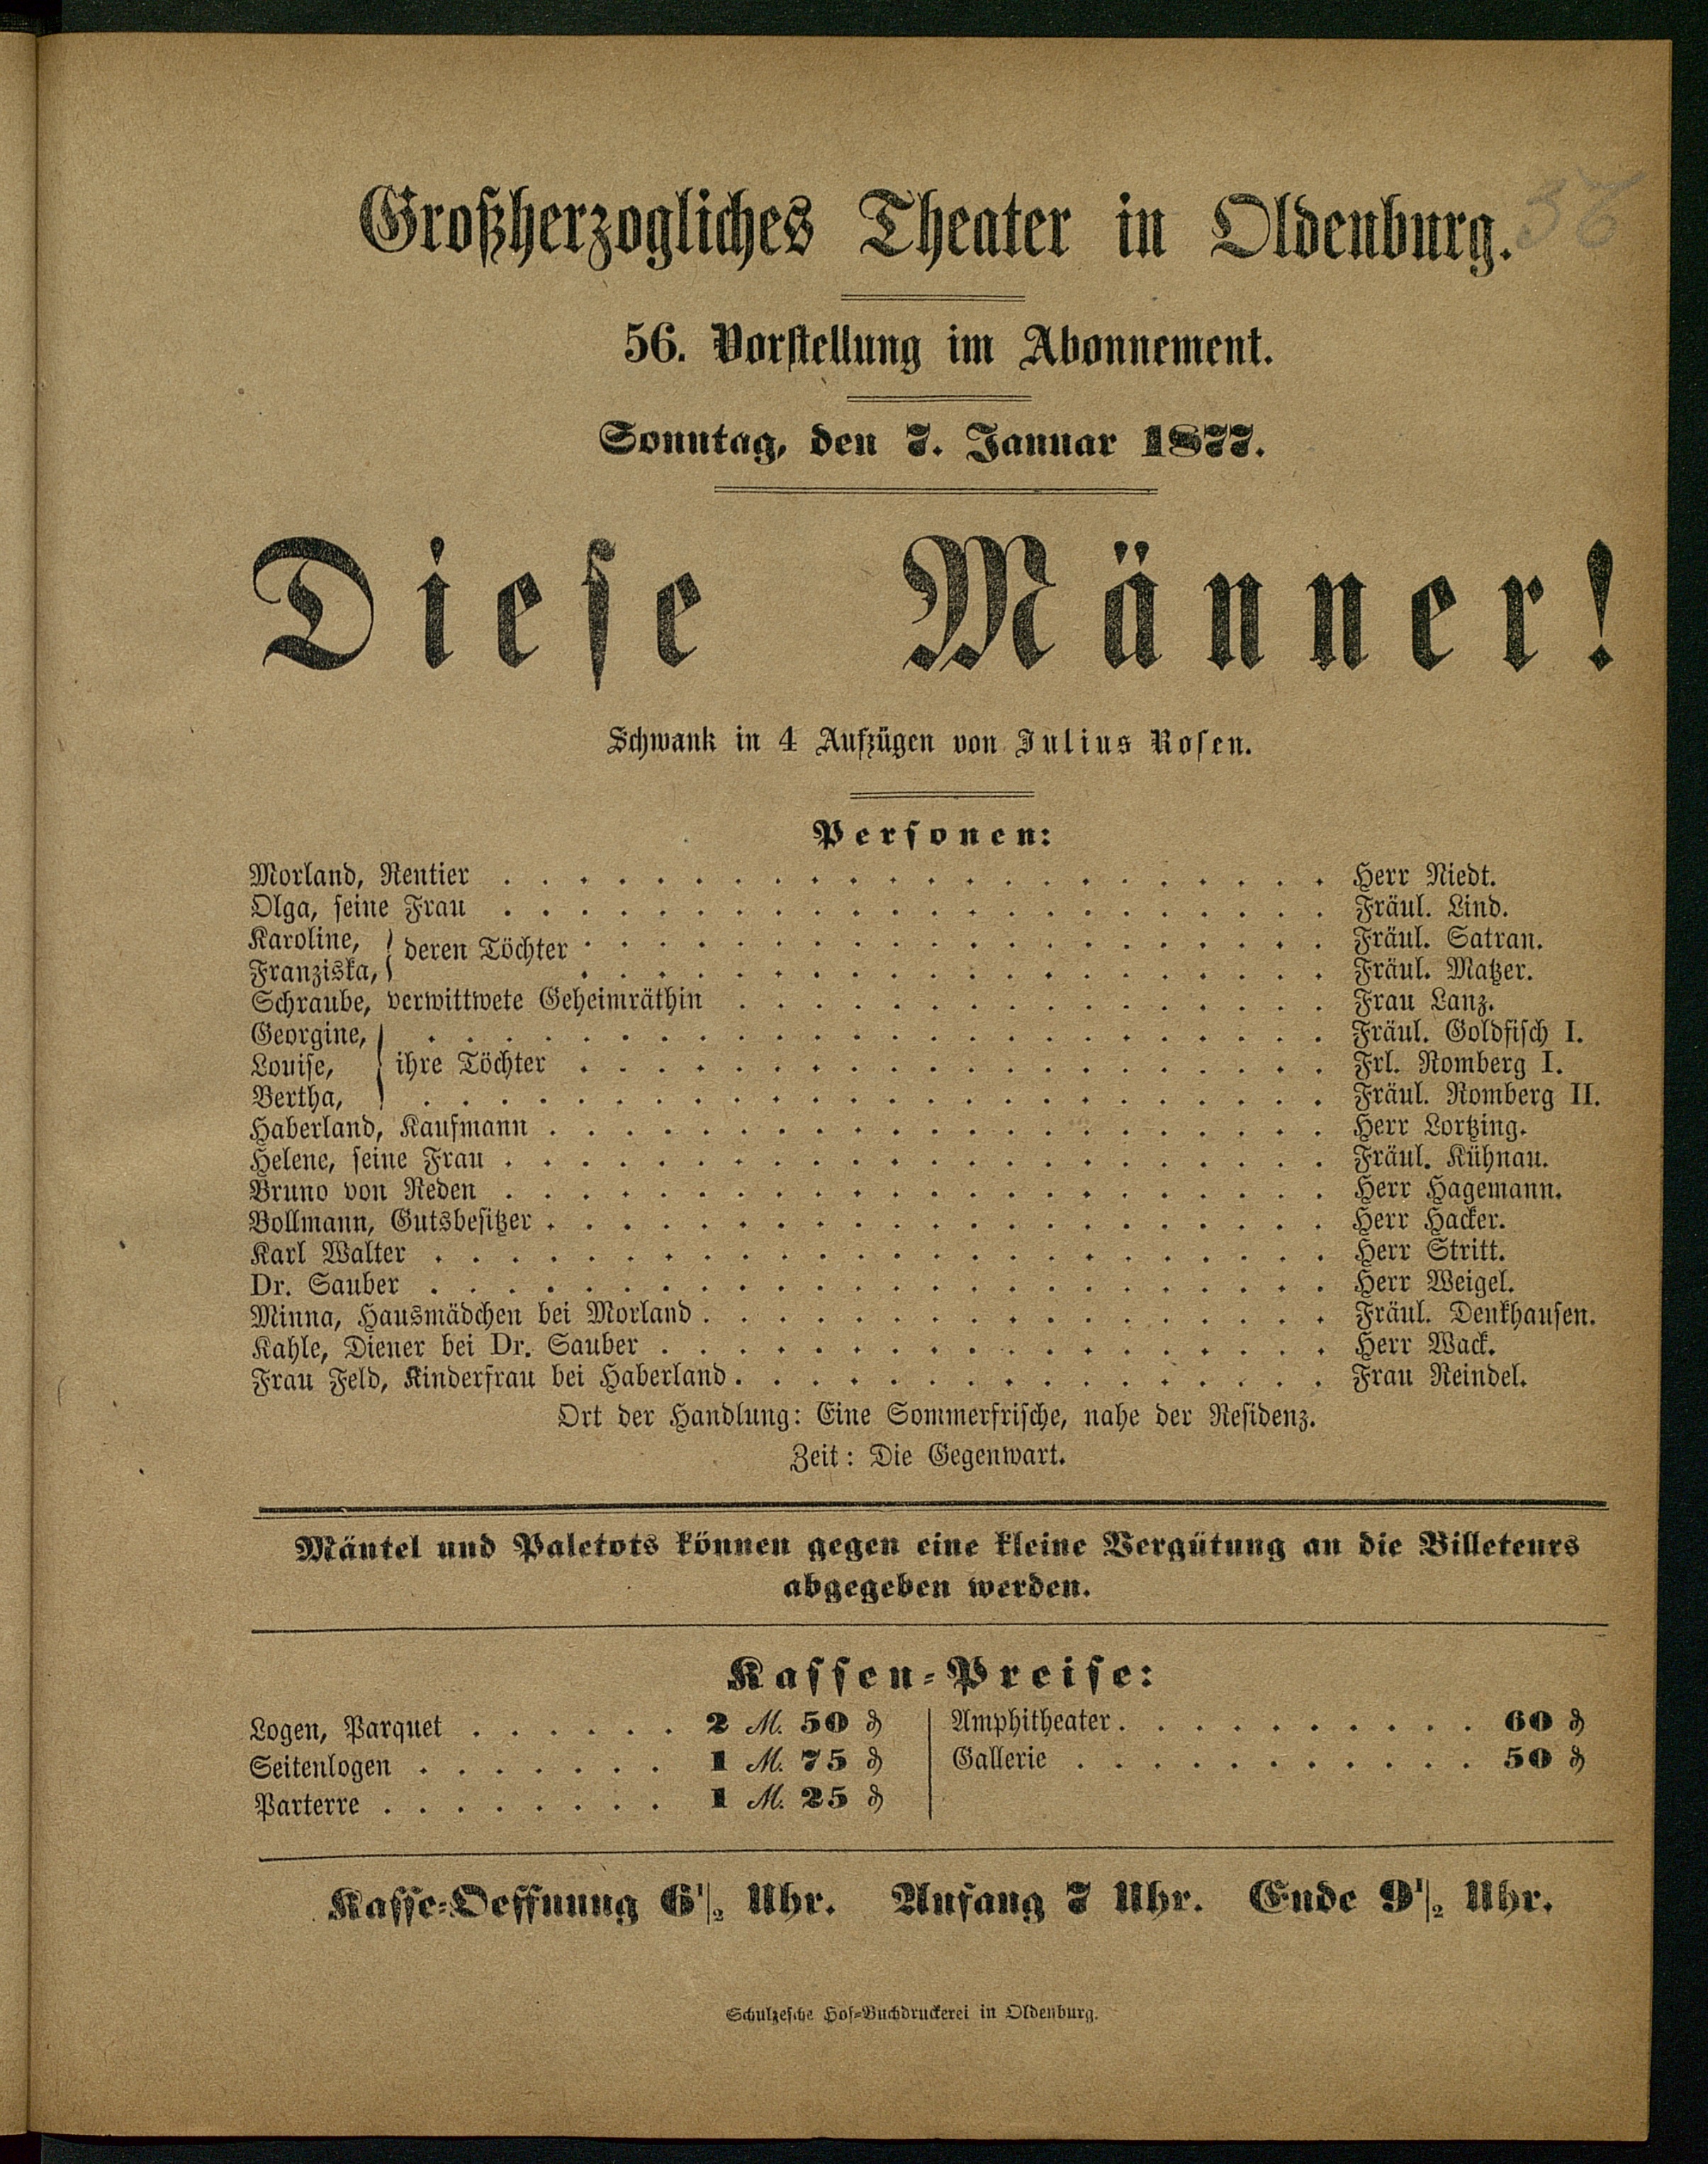 Großherzogliches Theater in Oldenburg. 56
56. Vorstellung im Abonnement.
Sonntag, den 7. Januar 1877.
Diese Männer!
Schwank in 4 Aufzügen von Julius Rosen.
Personen:
Morland, Rentier . . . . . Herr Niedt.
Olga, seine Frau . . . . . Fräul. Lind.
Karoline, } deren Töchter . . . . . Fräul. Satran.
Franziska, } . . . . . Fräul. Matzer.
Schraube, verwittwete Geheimräthin . . . . . Frau Lanz.
Georgine, } . . . . . Fräul. Goldfisch I.
Louise, } ihre Töchter . . . . . Frl. Romberg I.
Bertha, } . . . . . Fräul. Romberg II.
Haberland, Kaufmann . . . . . Herr Lortzing.
Helene, seine Frau . . . . . Fräul. Kühnau.
Bruno von Reden . . . . . Herr Hagemann.
Vollmann, Gutsbesitzer . . . . . Herr Hacker.
Karl Walter . . . . . Herr Stritt.
Dr. Sauber . . . . . Herr Weigel.
Minna, Hausmädchen bei Morland . . . . . Fräul. Denkhausen.
Kahle, Diener bei Dr. Sauber . . . . . Herr Wack.
Frau Feld, Kinderfrau bei Haberland . . . . . Frau Reindel.
Ort der Handlung: Eine Sommerfrische, nahe der Residenz.
Zeit: Die Gegenwart.
Mäntel und Paletots können gegen eine kleine Vergütung an die Billeteurs
abgegeben werden.
Kassen-Preise:
Logen, Parquet . . . . . . 2 M. 50 ₰
Seitenlogen . . . . . . . 1 M. 75 ₰
Parterre . . . . . . . . 1 M. 25 ₰
Amphitheater . . . . . . . . . . 60 ₰
Gallerie . . . . . . . . . . . 50 ₰
Kasse-Oeffnung 6 1/2 Uhr. Anfang 7 Uhr. Ende 9 1/2 Uhr.
Schulzesche Hof-Buchdruckerei in Oldenburg.